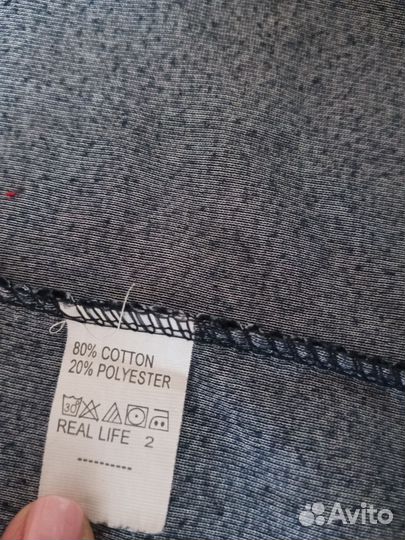 80% COTTON
20% POLYESTER
30
REAL LIFE 2
----------
Avito